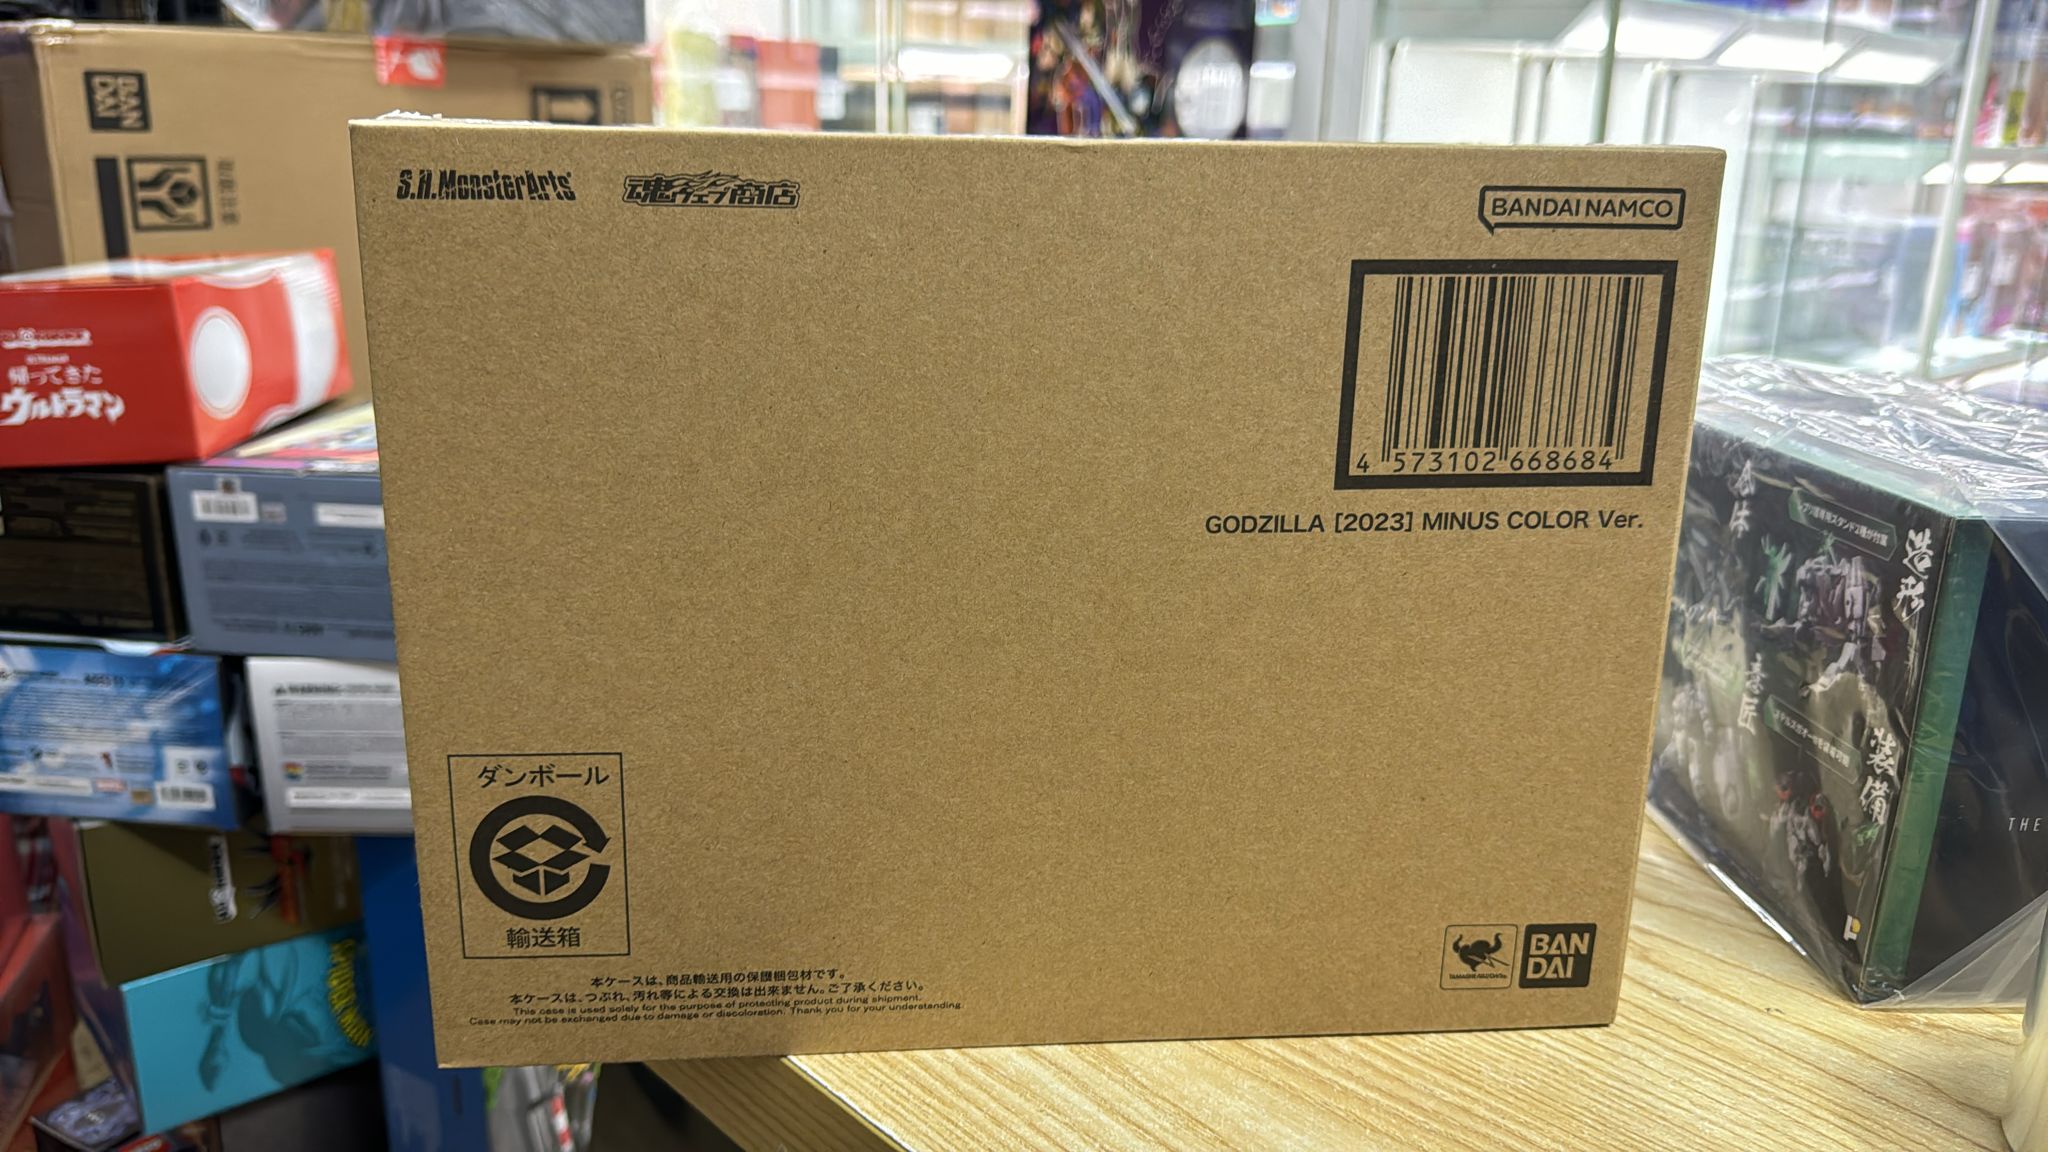 S.H.MonsterArts
魂ウェブ商店
BANDAI NAMCO
4 573102 668684
GODZILLA [2023] MINUS COLOR Ver.
ダンボール
輸送箱
本ケースは、商品輸送用の保護梱包材です。
本ケースは、つぶれ、汚れ等による交換は出来ません。ご了承ください。
This case is used solely for the purpose of protecting product during shipment.
Case may not be exchanged due to damage or discoloration. Thank you for your understanding.
TAMASHII NATIONS
BAN
DAI
BAN
DAI
帰ってきた
ウルトラマン
造形
装備
THE